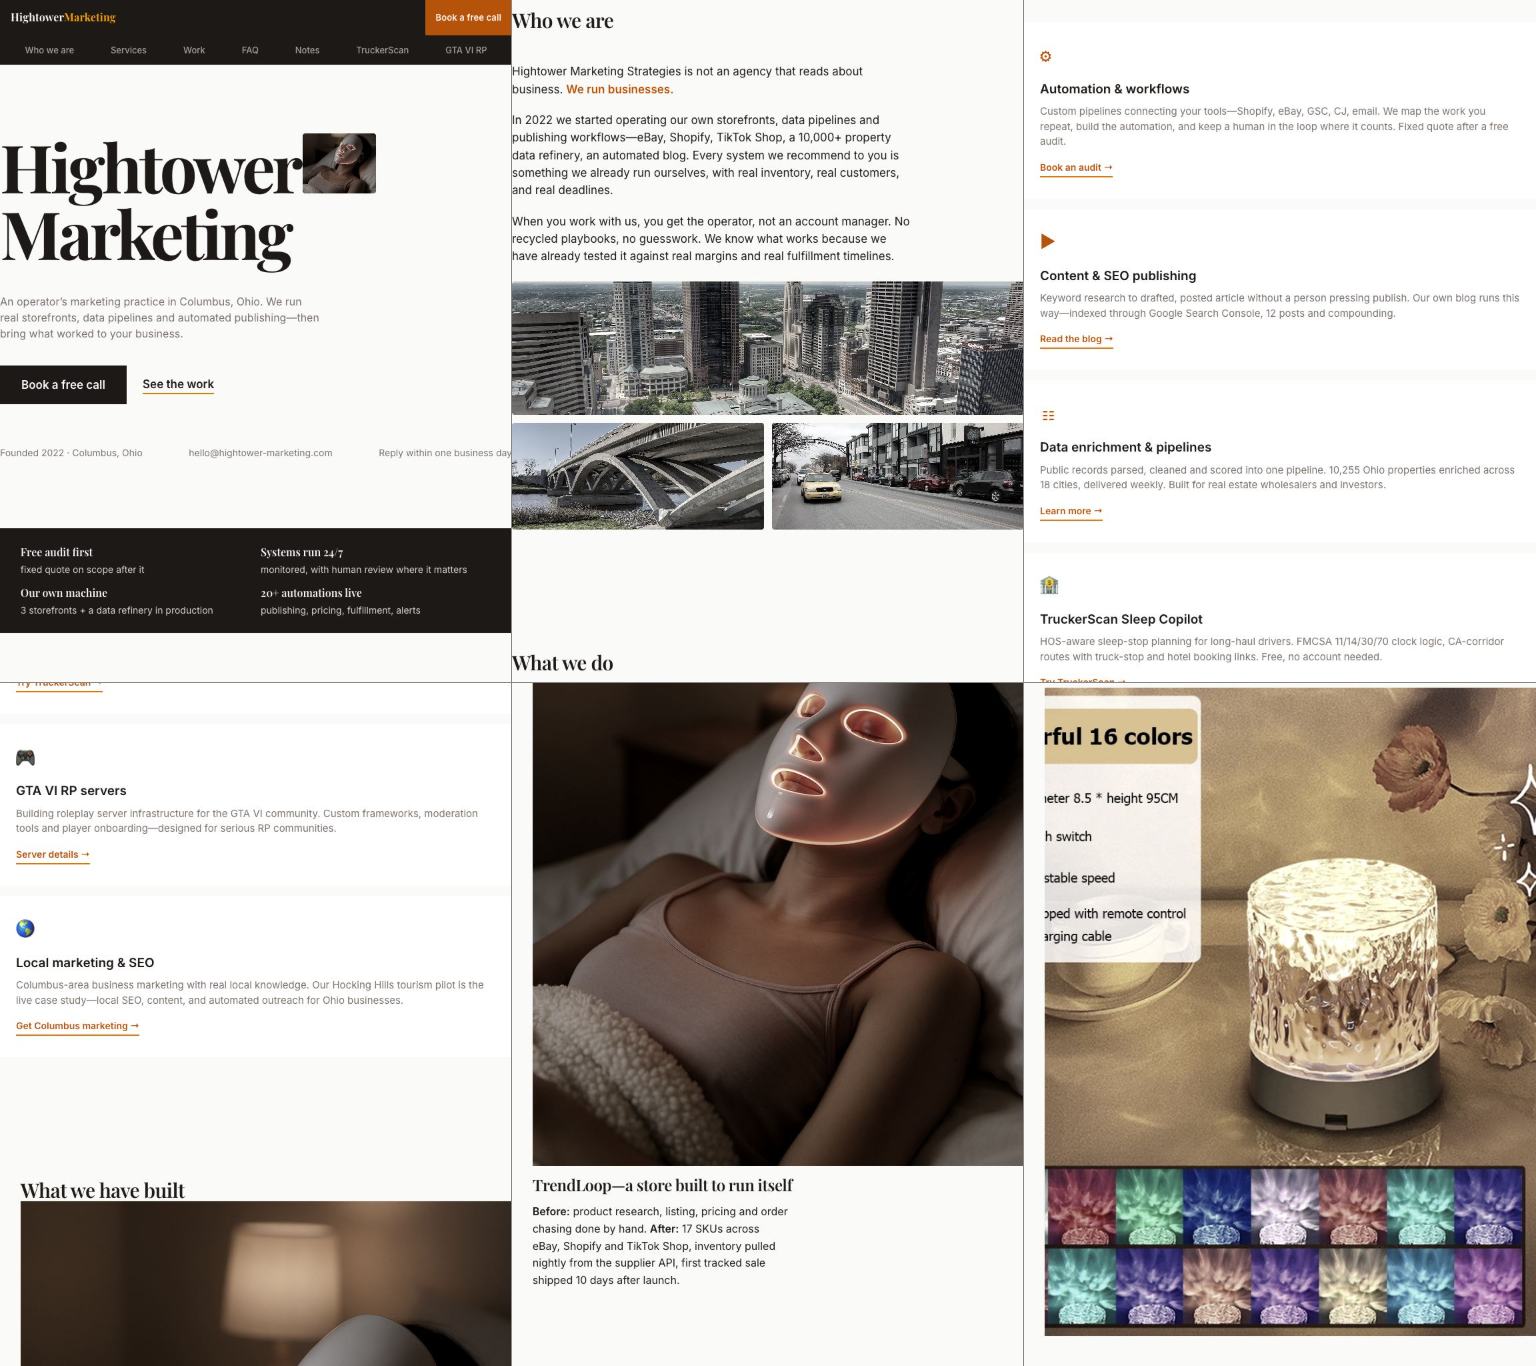 HightowerMarketing
Book a free call
Who we are
Services
Work
FAQ
Notes
TruckerScan
GTA VI RP
Hightower
Marketing
An operator's marketing practice in Columbus, Ohio. We run
real storefronts, data pipelines and automated publishing—then
bring what worked to your business.
Book a free call
See the work
Founded 2022 · Columbus, Ohio
hello@hightower-marketing.com
Reply within one business day
Free audit first
fixed quote on scope after it
Systems run 24/7
monitored, with human review where it matters
Our own machine
3 storefronts + a data refinery in production
20+ automations live
publishing, pricing, fulfillment, alerts
Who we are
Hightower Marketing Strategies is not an agency that reads about
business. We run businesses.
In 2022 we started operating our own storefronts, data pipelines and
publishing workflows—eBay, Shopify, TikTok Shop, a 10,000+ property
data refinery, an automated blog. Every system we recommend to you is
something we already run ourselves, with real inventory, real customers,
and real deadlines.
When you work with us, you get the operator, not an account manager. No
recycled playbooks, no guesswork. We know what works because we
have already tested it against real margins and real fulfillment timelines.
What we do
Automation & workflows
Custom pipelines connecting your tools—Shopify, eBay, GSC, CJ, email. We map the work you
repeat, build the automation, and keep a human in the loop where it counts. Fixed quote after a free
audit.
Book an audit →
Content & SEO publishing
Keyword research to drafted, posted article without a person pressing publish. Our own blog runs this
way—indexed through Google Search Console, 12 posts and compounding.
Read the blog →
Data enrichment & pipelines
Public records parsed, cleaned and scored into one pipeline. 10,255 Ohio properties enriched across
18 cities, delivered weekly. Built for real estate wholesalers and investors.
Learn more →
TruckerScan Sleep Copilot
HOS-aware sleep-stop planning for long-haul drivers. FMCSA 11/14/30/70 clock logic, CA-corridor
routes with truck-stop and hotel booking links. Free, no account needed.
Try TruckerScan →
Try TruckerScan →
GTA VI RP servers
Building roleplay server infrastructure for the GTA VI community. Custom frameworks, moderation
tools and player onboarding—designed for serious RP communities.
Server details →
Local marketing & SEO
Columbus-area business marketing with real local knowledge. Our Hocking Hills tourism pilot is the
live case study—local SEO, content, and automated outreach for Ohio businesses.
Get Columbus marketing →
What we have built
TrendLoop—a store built to run itself
Before: product research, listing, pricing and order
chasing done by hand. After: 17 SKUs across
eBay, Shopify and TikTok Shop, inventory pulled
nightly from the supplier API, first tracked sale
shipped 10 days after launch.
rful 16 colors
neter 8.5 * height 95CM
h switch
stable speed
pped with remote control
arging cable